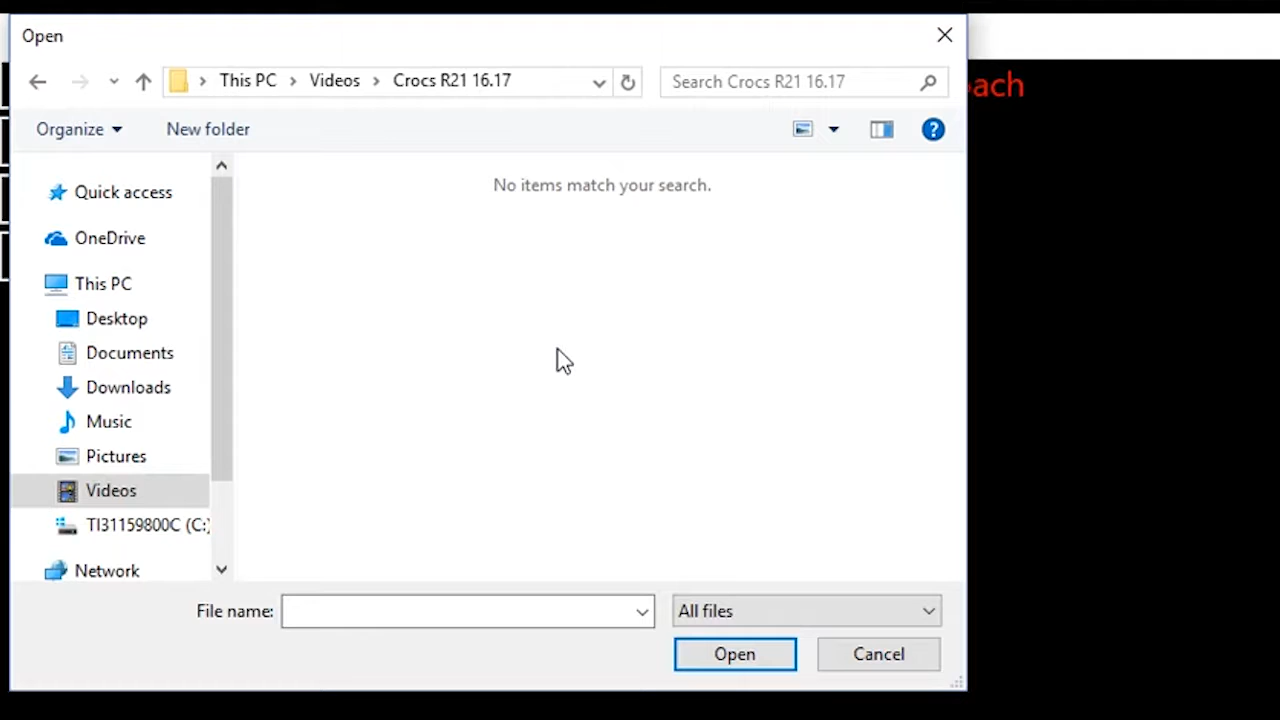 Open
This PC > Videos > Crocs R21 16.17
Search Crocs R21 16.17
ach
Organize
New folder
No items match your search.
Quick access
OneDrive
This PC
Desktop
Documents
Downloads
Music
Pictures
Videos
TI31159800C (C:)
Network
File name:
All files
Open
Cancel